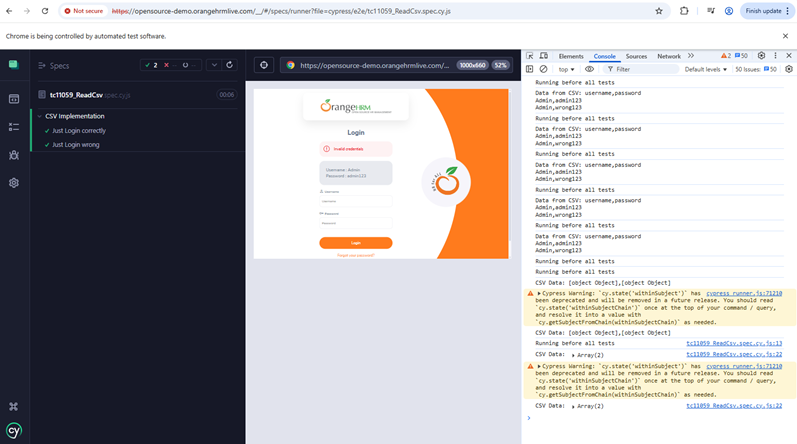 Not secure https://opensource-demo.orangehrmlive.com/__/#/specs/runner?file=cypress/e2e/tc11059_ReadCsv.spec.cy.js
Finish update
Chrome is being controlled by automated test software.
Specs
2
tc11059_ReadCsv.spec.cy.js
00:06
CSV implementation
Just Login correctly
Just Login wrong
https://opensource-demo.orangehrmlive.com/... 1000x660 52%
OrangeHRM
Login
Invalid credentials
Username : Admin
Password : admin123
Username
Username
Password
Password
Login
Forgot your password?
Elements Console Sources Network 2 50
top Filter Default levels 50 Issues: 50
Running before all tests
Data from CSV: username,password
Admin,admin123
Admin,wrong123
Running before all tests
Data from CSV: username,password
Admin,admin123
Admin,wrong123
Running before all tests
Data from CSV: username,password
Admin,admin123
Admin,wrong123
Running before all tests
Data from CSV: username,password
Admin,admin123
Admin,wrong123
Running before all tests
Data from CSV: username,password
Admin,admin123
Admin,wrong123
Running before all tests
Running before all tests
CSV Data: [object Object],[object Object]
Cypress Warning: `cy.state('withinSubject')` has cypress_runner.js:71210
been deprecated and will be removed in a future release. You should read
`cy.state('withinSubjectChain')` once at the top of your command / query,
and resolve it into a value with
`cy.getSubjectFromChain(withinSubjectChain)` as needed.
CSV Data: [object Object],[object Object]
Running before all tests tc11059_ReadCsv.spec.cy.js:13
CSV Data: Array(2) tc11059_ReadCsv.spec.cy.js:22
Cypress Warning: `cy.state('withinSubject')` has cypress_runner.js:71210
been deprecated and will be removed in a future release. You should read
`cy.state('withinSubjectChain')` once at the top of your command / query,
and resolve it into a value with
`cy.getSubjectFromChain(withinSubjectChain)` as needed.
CSV Data: Array(2) tc11059_ReadCsv.spec.cy.js:22